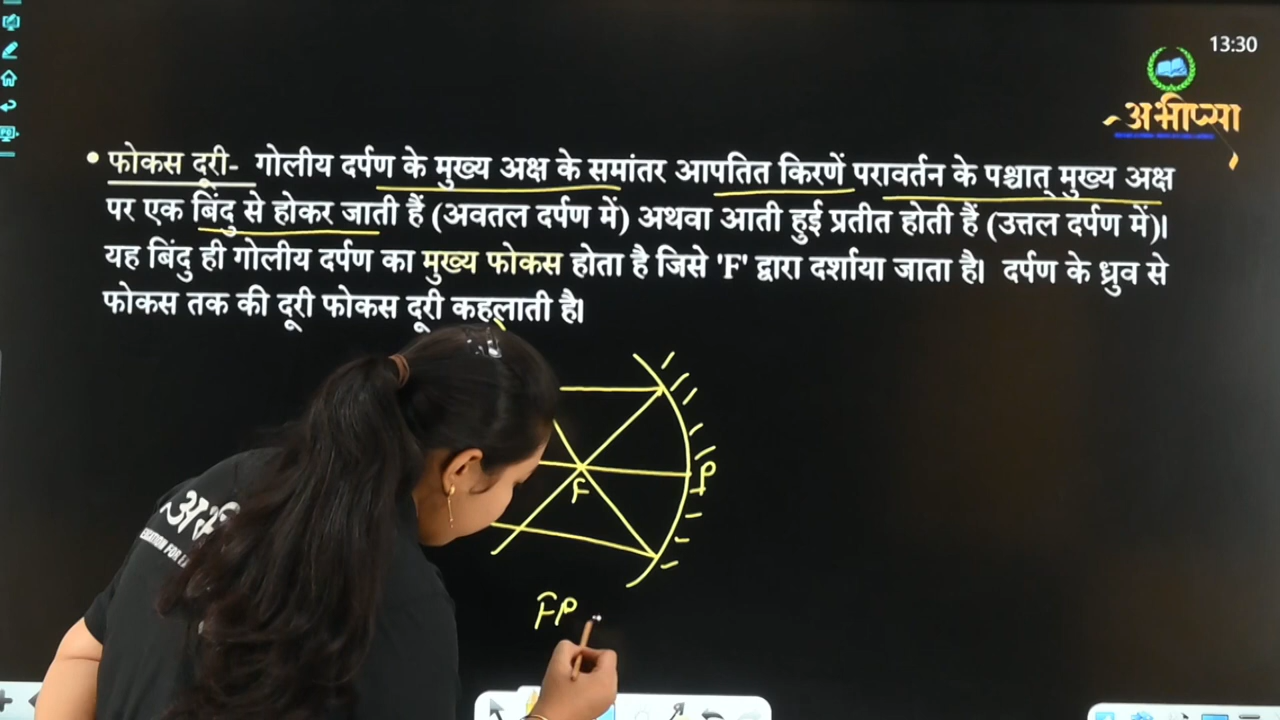 13:30
अभीप्सा
• फोकस दूरी- गोलीय दर्पण के मुख्य अक्ष के समांतर आपतित किरणें परावर्तन के पश्चात् मुख्य अक्ष
पर एक बिंदु से होकर जाती हैं (अवतल दर्पण में) अथवा आती हुई प्रतीत होती हैं (उत्तल दर्पण में)।
यह बिंदु ही गोलीय दर्पण का मुख्य फोकस होता है जिसे 'F' द्वारा दर्शाया जाता है। दर्पण के ध्रुव से
फोकस तक की दूरी फोकस दूरी कहलाती है।
F P
FP